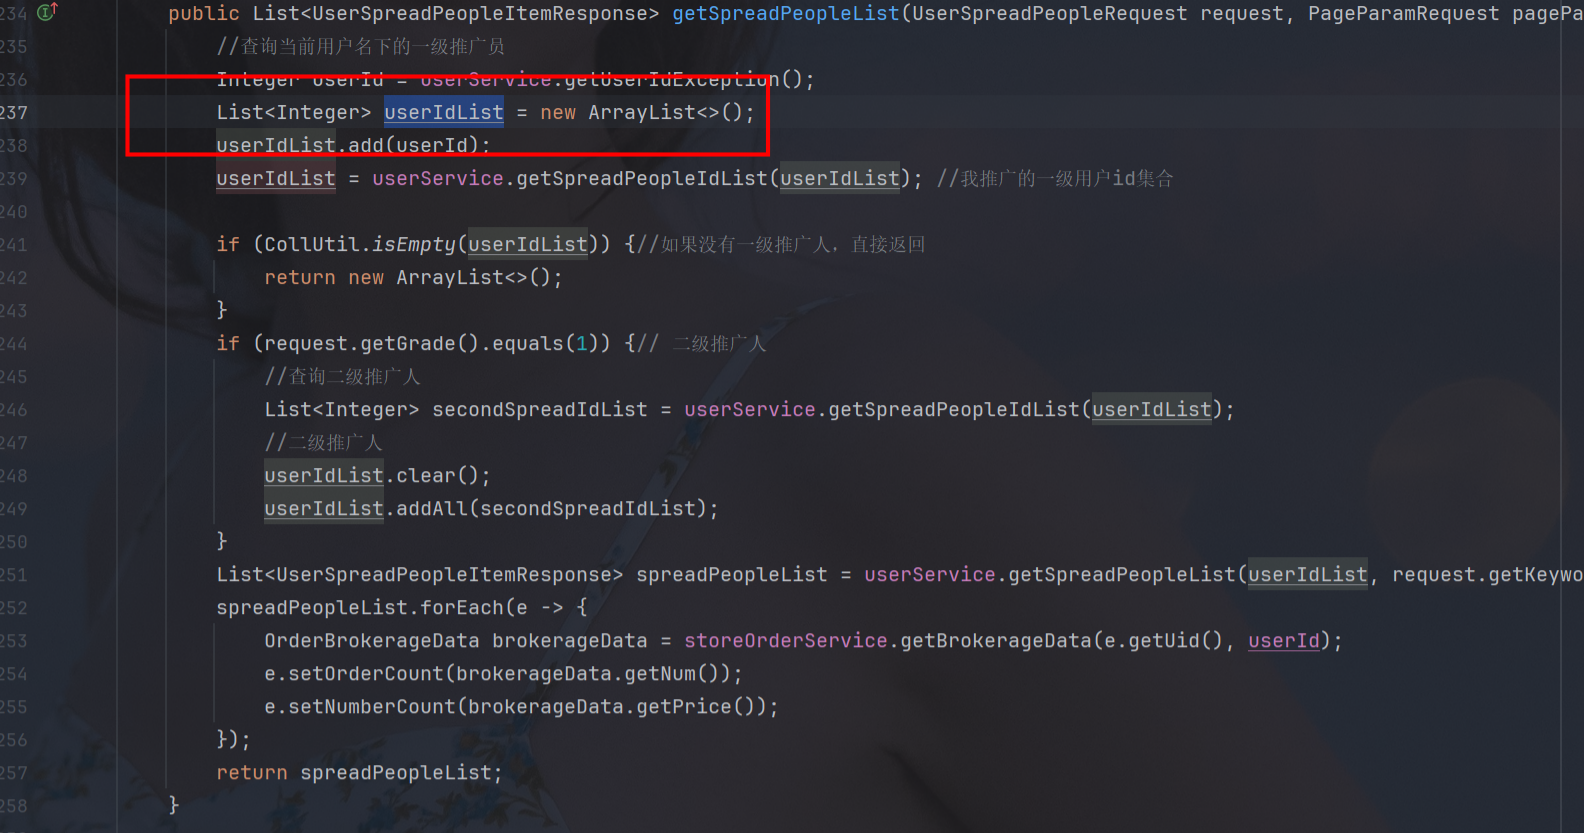 234 public List<UserSpreadPeopleItemResponse> getSpreadPeopleList(UserSpreadPeopleRequest request, PageParamRequest pagePa
235 //查询当前用户名下的一级推广员
236 Integer userId = userService.getUserIdException();
237 List<Integer> userIdList = new ArrayList<>();
238 userIdList.add(userId);
239 userIdList = userService.getSpreadPeopleIdList(userIdList); //我推广的一级用户id集合
240
241 if (CollUtil.isEmpty(userIdList)) {//如果没有一级推广人，直接返回
242 return new ArrayList<>();
243 }
244 if (request.getGrade().equals(1)) {// 二级推广人
245 //查询二级推广人
246 List<Integer> secondSpreadIdList = userService.getSpreadPeopleIdList(userIdList);
247 //二级推广人
248 userIdList.clear();
249 userIdList.addAll(secondSpreadIdList);
250 }
251 List<UserSpreadPeopleItemResponse> spreadPeopleList = userService.getSpreadPeopleList(userIdList, request.getKeywo
252 spreadPeopleList.forEach(e -> {
253 OrderBrokerageData brokerageData = storeOrderService.getBrokerageData(e.getUid(), userId);
254 e.setOrderCount(brokerageData.getNum());
255 e.setNumberCount(brokerageData.getPrice());
256 });
257 return spreadPeopleList;
258 }